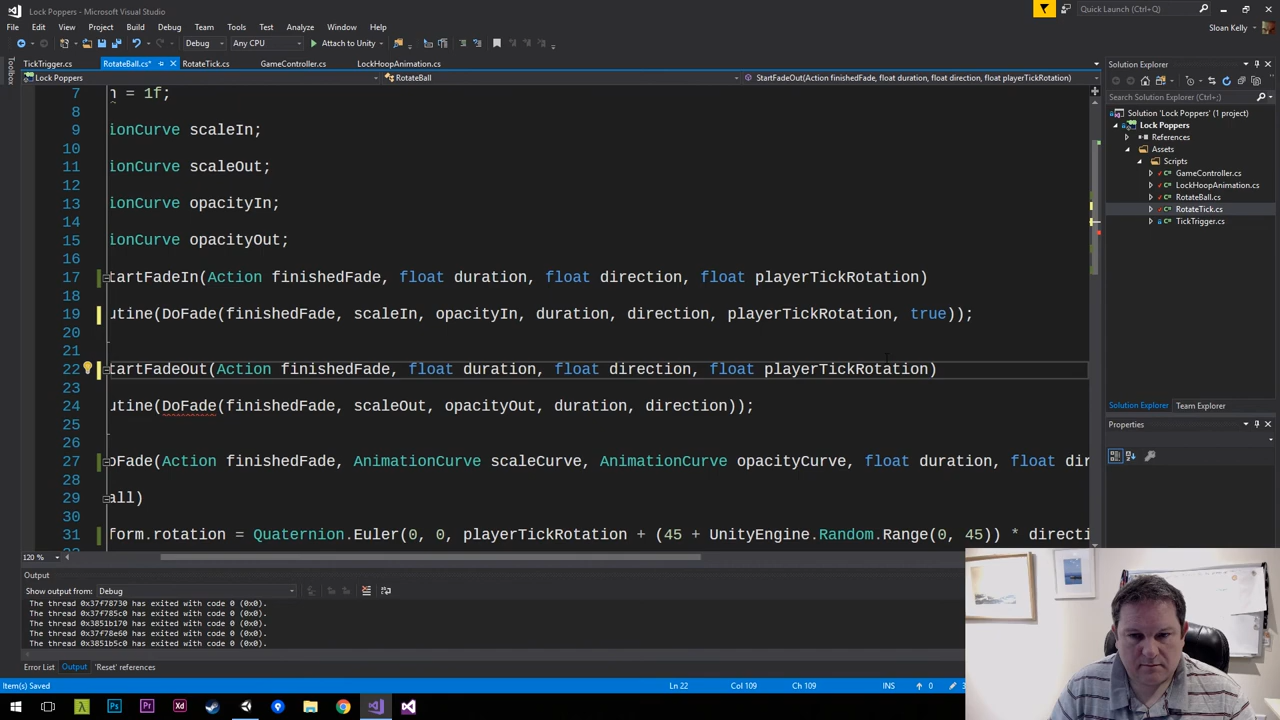 Lock Poppers - Microsoft Visual Studio
Quick Launch (Ctrl+Q)
File Edit View Project Build Debug Team Tools Test Analyze Window Help
Sloan Kelly
Debug Any CPU Attach to Unity
TickTrigger.cs RotateBall.cs* RotateTick.cs GameController.cs LockHoopAnimation.cs
Lock Poppers RotateBall StartFadeOut(Action finishedFade, float duration, float direction, float playerTickRotation)
Toolbox
7 = 1f;
8
9 ionCurve scaleIn;
10
11 ionCurve scaleOut;
12
13 ionCurve opacityIn;
14
15 ionCurve opacityOut;
16
17 tartFadeIn(Action finishedFade, float duration, float direction, float playerTickRotation)
18
19 utine(DoFade(finishedFade, scaleIn, opacityIn, duration, direction, playerTickRotation, true));
20
21
22 tartFadeOut(Action finishedFade, float duration, float direction, float playerTickRotation)
23
24 utine(DoFade(finishedFade, scaleOut, opacityOut, duration, direction));
25
26
27 oFade(Action finishedFade, AnimationCurve scaleCurve, AnimationCurve opacityCurve, float duration, float dir
28
29 all)
30
31 form.rotation = Quaternion.Euler(0, 0, playerTickRotation + (45 + UnityEngine.Random.Range(0, 45)) * directi
120 %
Solution Explorer
Search Solution Explorer (Ctrl+;)
Solution 'Lock Poppers' (1 project)
Lock Poppers
References
Assets
Scripts
GameController.cs
LockHoopAnimation.cs
RotateBall.cs
RotateTick.cs
TickTrigger.cs
Solution Explorer Team Explorer
Properties
Output
Show output from: Debug
The thread 0x37f78730 has exited with code 0 (0x0).
The thread 0x37f785c0 has exited with code 0 (0x0).
The thread 0x3851b170 has exited with code 0 (0x0).
The thread 0x37f78e60 has exited with code 0 (0x0).
The thread 0x3851b5c0 has exited with code 0 (0x0).
Error List Output 'Reset' references
Item(s) Saved Ln 22 Col 109 Ch 109 INS 0 3